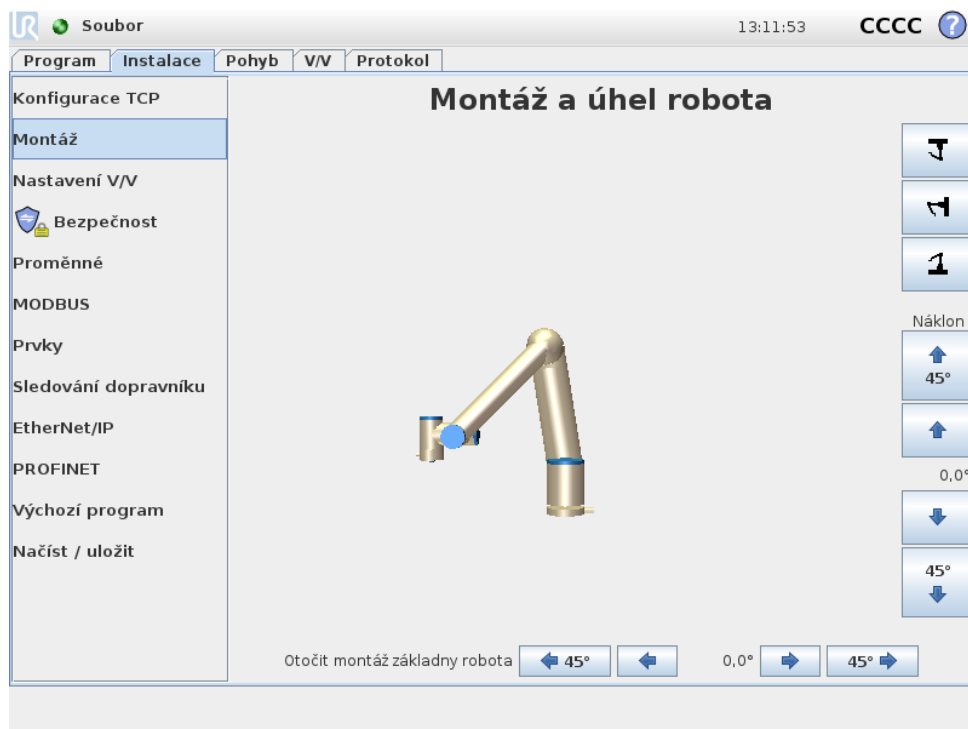 UR Soubor 13:11:53 CCCC ?
Program Instalace Pohyb V/V Protokol
Konfigurace TCP
Montáž
Nastavení V/V
Bezpečnost
Proměnné
MODBUS
Prvky
Sledování dopravníku
EtherNet/IP
PROFINET
Výchozí program
Načíst / uložit
Montáž a úhel robota
Náklon
45°
0,0°
45°
Otočit montáž základny robota 45° 0,0° 45°